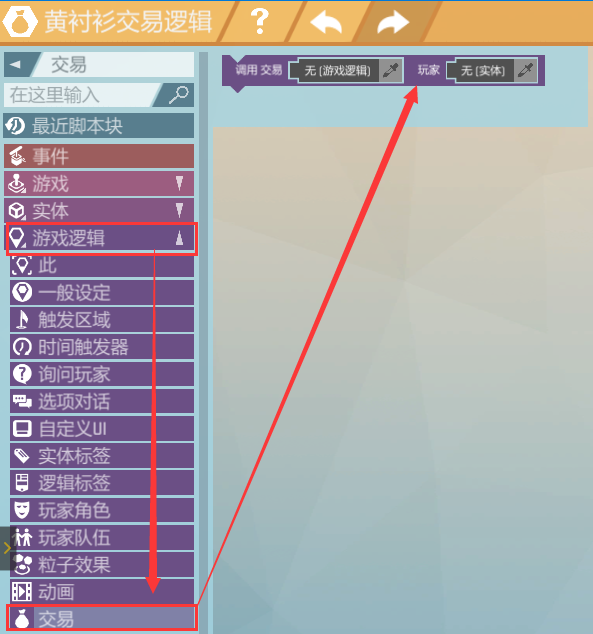 黄衬衫交易逻辑 ?
交易
在这里输入
最近脚本块
事件
游戏
实体
游戏逻辑
此
一般设定
触发区域
时间触发器
询问玩家
选项对话
自定义UI
实体标签
逻辑标签
玩家角色
玩家队伍
粒子效果
动画
交易
调用 交易 无 [游戏逻辑] 玩家 无 [实体]